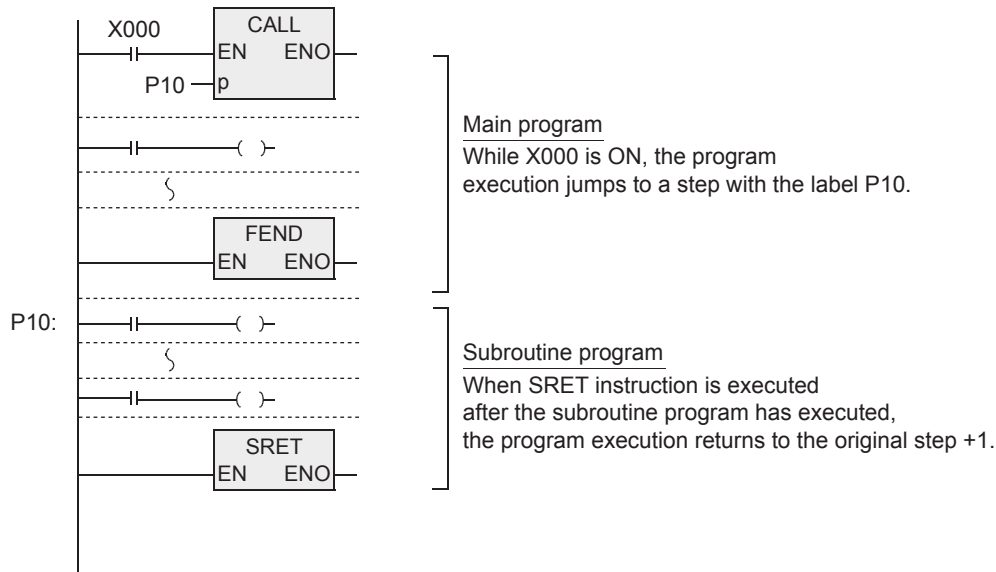 X000
CALL
EN ENO
P10 p
Main program
While X000 is ON, the program
execution jumps to a step with the label P10.
FEND
EN ENO
P10:
Subroutine program
When SRET instruction is executed
after the subroutine program has executed,
the program execution returns to the original step +1.
SRET
EN ENO